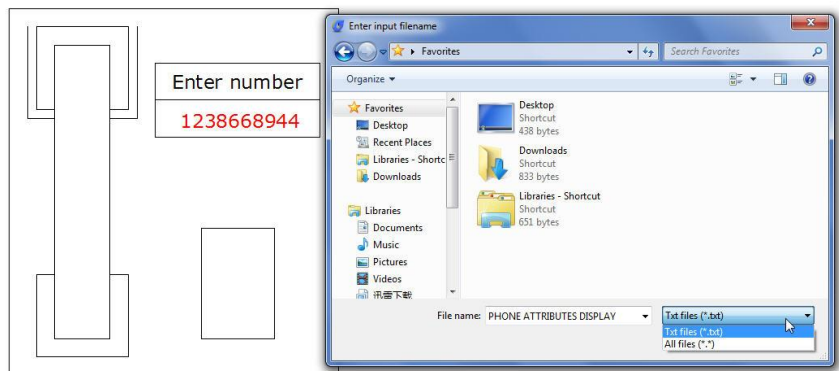 Enter number
1238668944
Enter input filename
Favorites
Search Favorites
Organize
Favorites
Desktop
Recent Places
Libraries - Shortc
Downloads
Libraries
Documents
Music
Pictures
Videos
迅雷下载
Desktop
Shortcut
438 bytes
Downloads
Shortcut
833 bytes
Libraries - Shortcut
Shortcut
651 bytes
File name: PHONE ATTRIBUTES DISPLAY
Txt files (*.txt)
Txt files (*.txt)
All files (*.*)